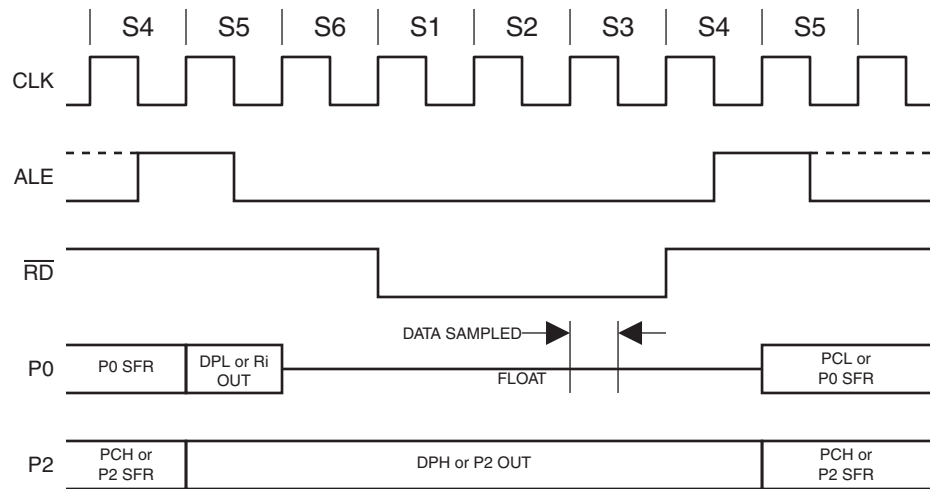 S4 S5 S6 S1 S2 S3 S4 S5
CLK
ALE
RD
DATA SAMPLED
P0
P0 SFR
DPL or Ri
OUT
FLOAT
PCL or
P0 SFR
P2
PCH or
P2 SFR
DPH or P2 OUT
PCH or
P2 SFR